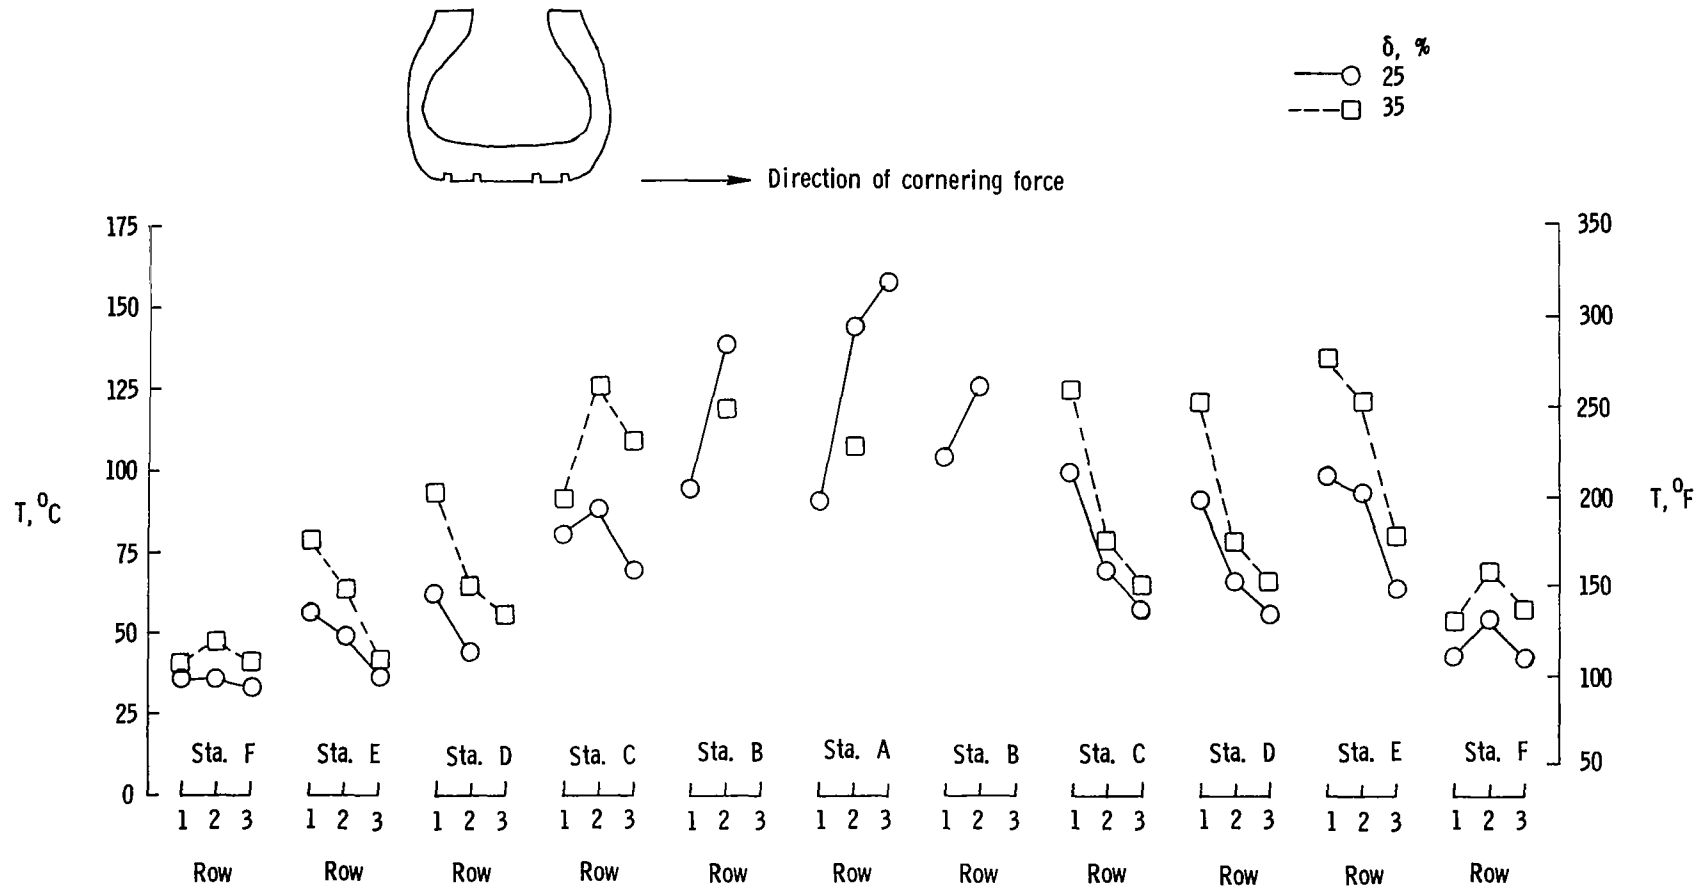 δ, %
25
35
Direction of cornering force
175
150
125
100
75
50
25
0
T, °C
350
300
250
200
150
100
50
T, °F
Sta. F Sta. E Sta. D Sta. C Sta. B Sta. A Sta. B Sta. C Sta. D Sta. E Sta. F
1 2 3 1 2 3 1 2 3 1 2 3 1 2 3 1 2 3 1 2 3 1 2 3 1 2 3 1 2 3 1 2 3
Row Row Row Row Row Row Row Row Row Row Row